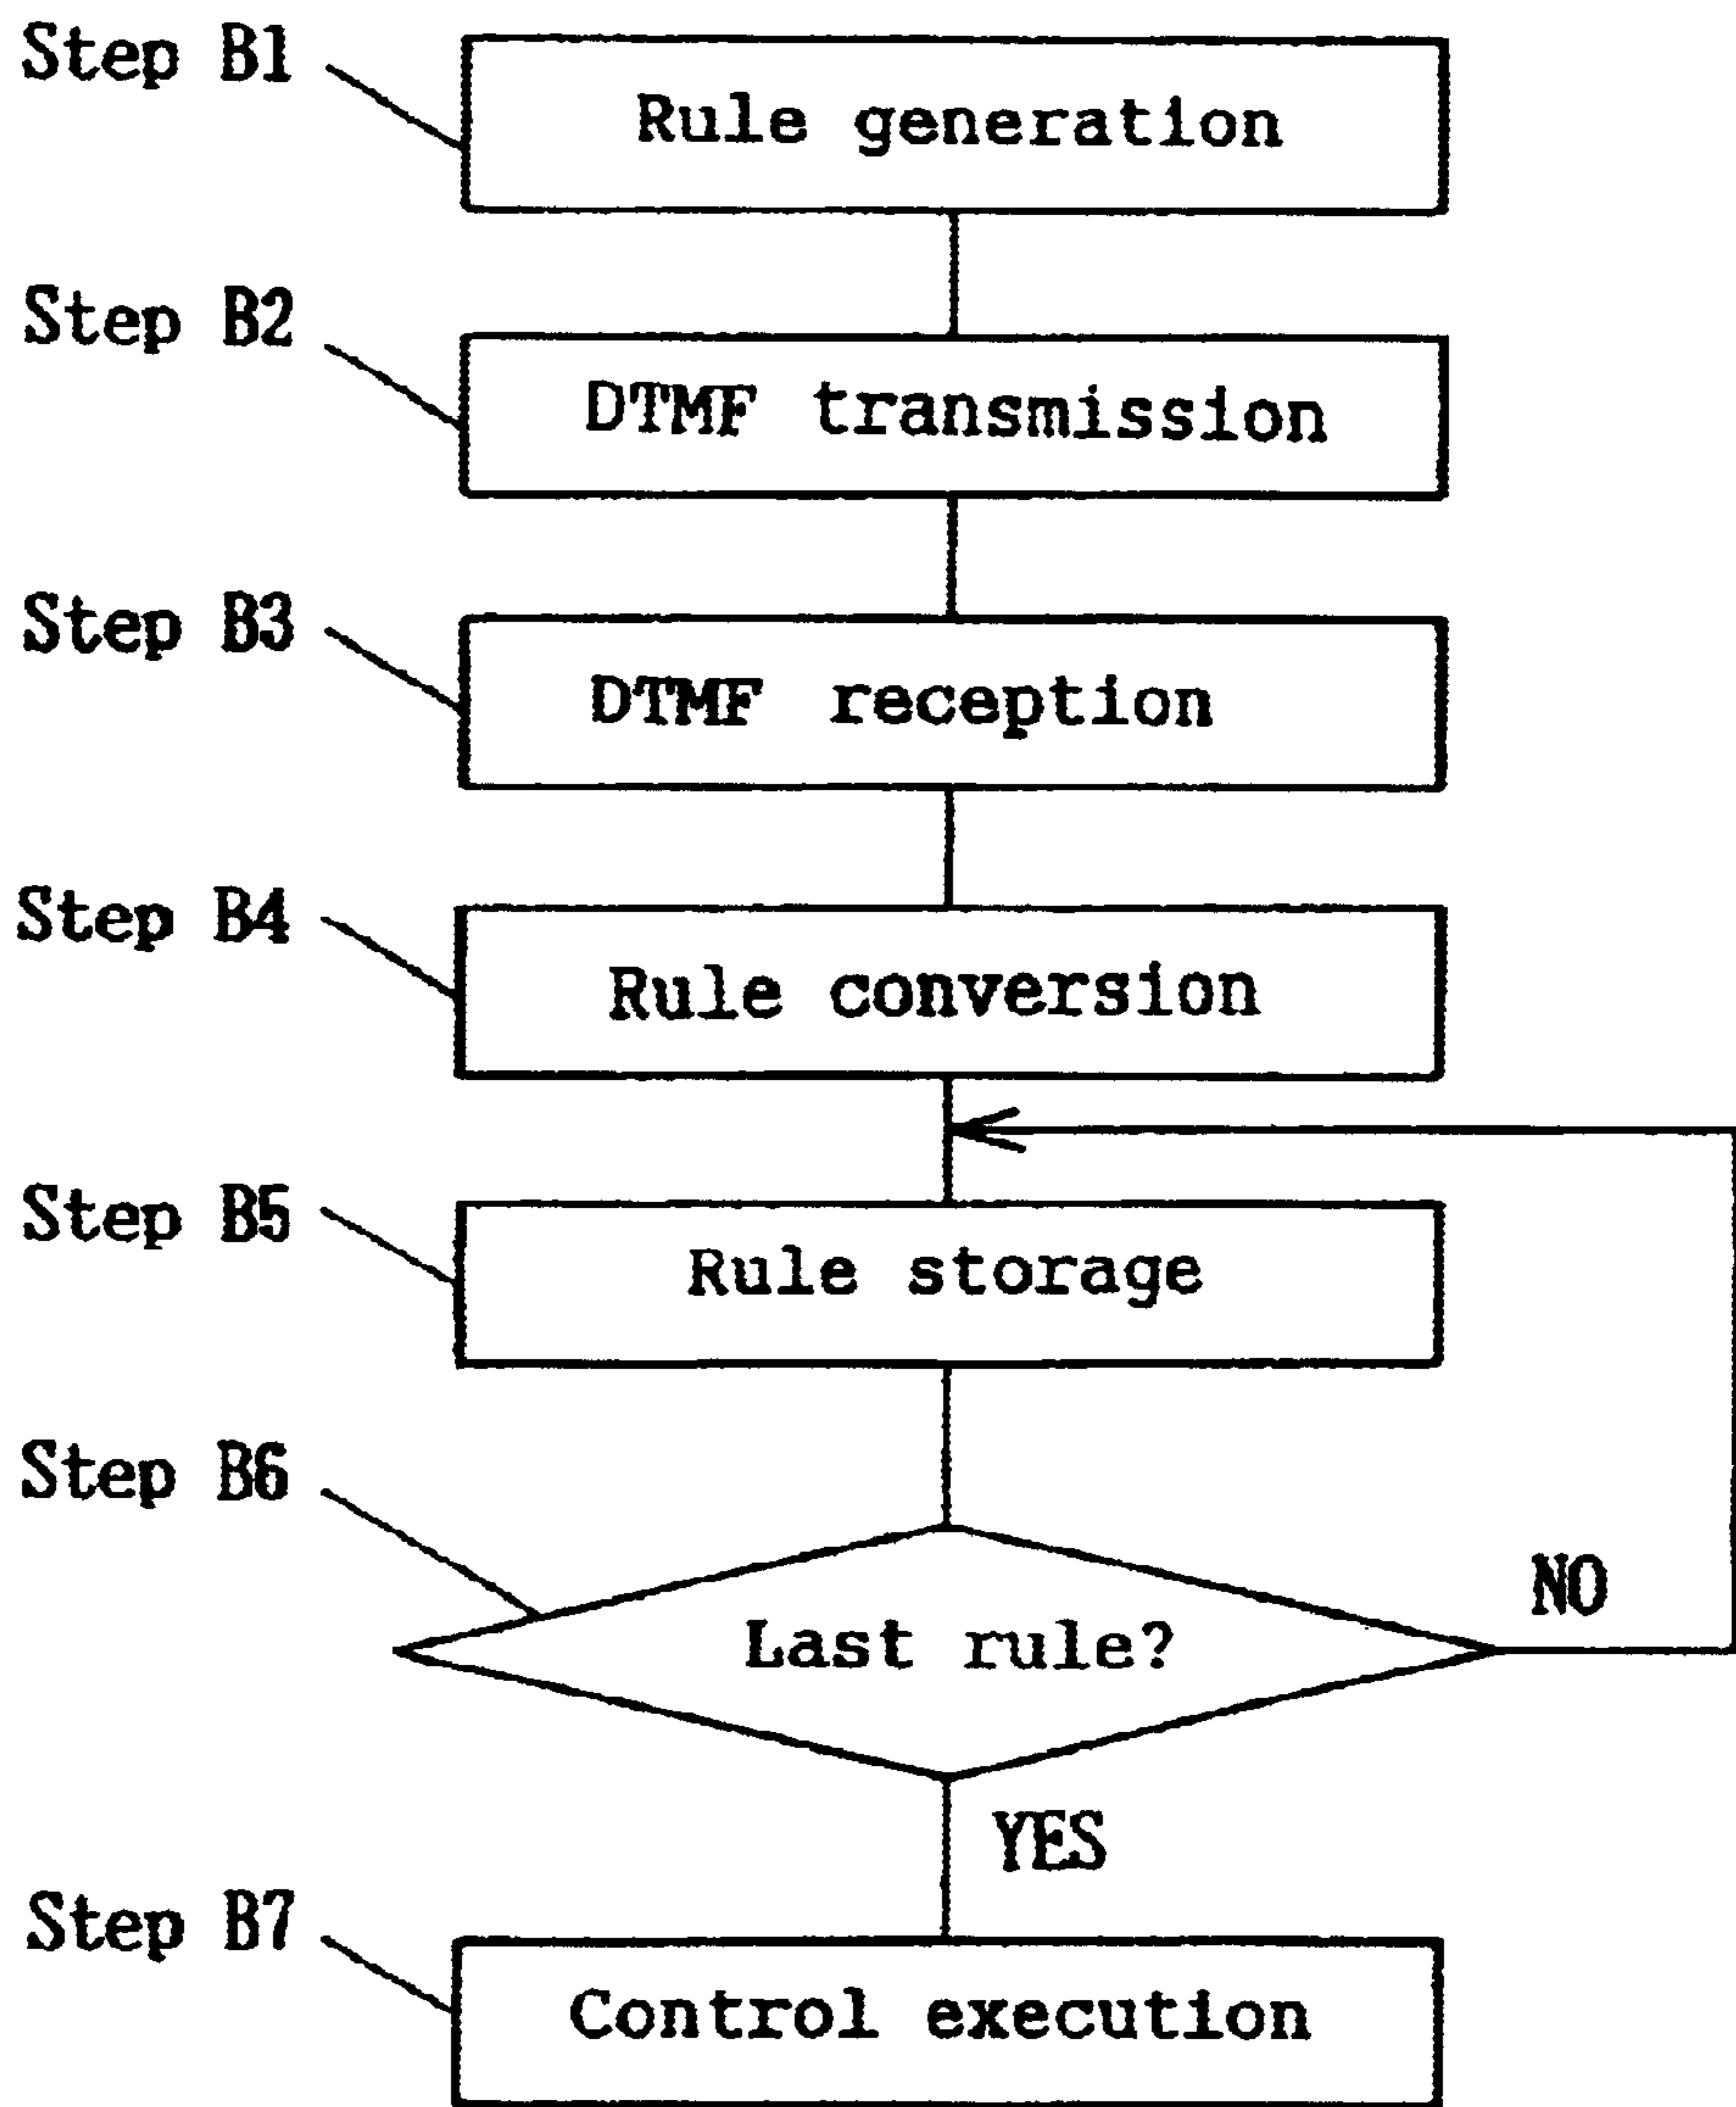 Step B1
Rule generation
Step B2
DTMF transmission
Step B3
DTMF reception
Step B4
Rule conversion
Step B5
Rule storage
Step B6
Last rule?
NO
YES
Step B7
Control execution